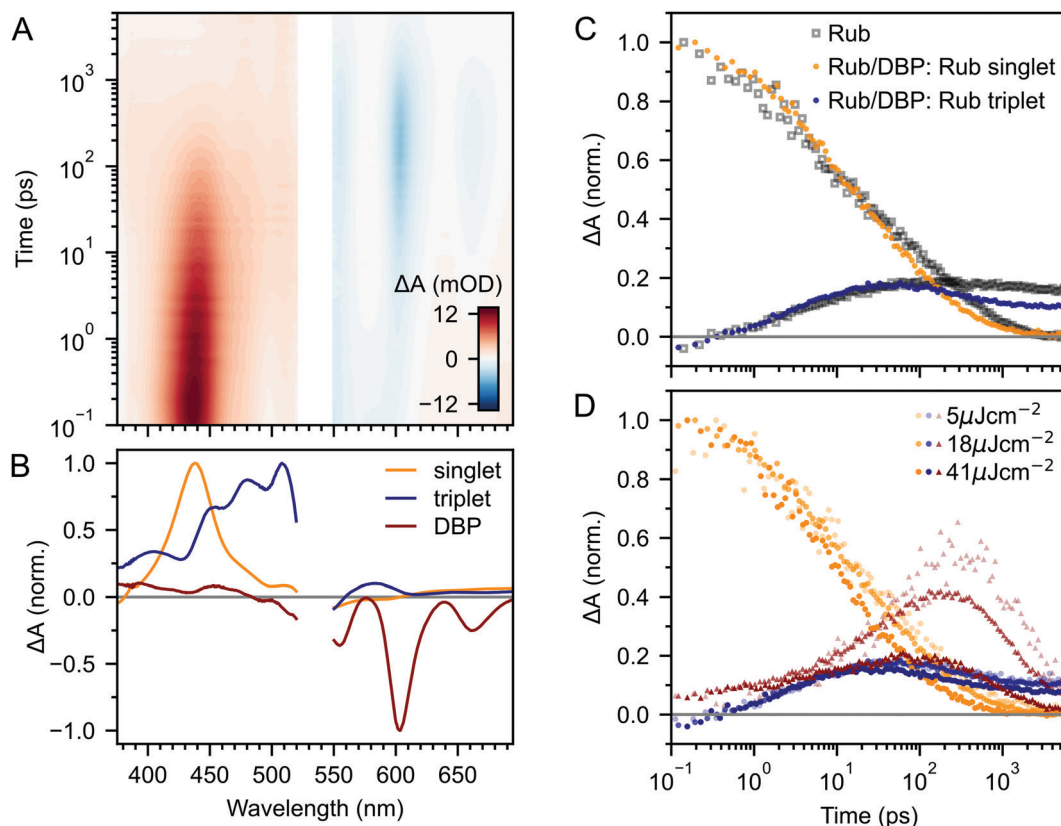 A
10³
10²
10¹
10⁰
10⁻¹
Time (ps)
ΔA (mOD)
12
0
−12
B
1.0
0.5
0.0
−0.5
−1.0
ΔA (norm.)
singlet
triplet
DBP
400
450
500
550
600
650
Wavelength (nm)
C
1.0
0.8
0.6
0.4
0.2
0.0
ΔA (norm.)
Rub
Rub/DBP: Rub singlet
Rub/DBP: Rub triplet
D
1.0
0.8
0.6
0.4
0.2
0.0
ΔA (norm.)
5μJcm⁻²
18μJcm⁻²
41μJcm⁻²
10⁻¹
10⁰
10¹
10²
10³
Time (ps)